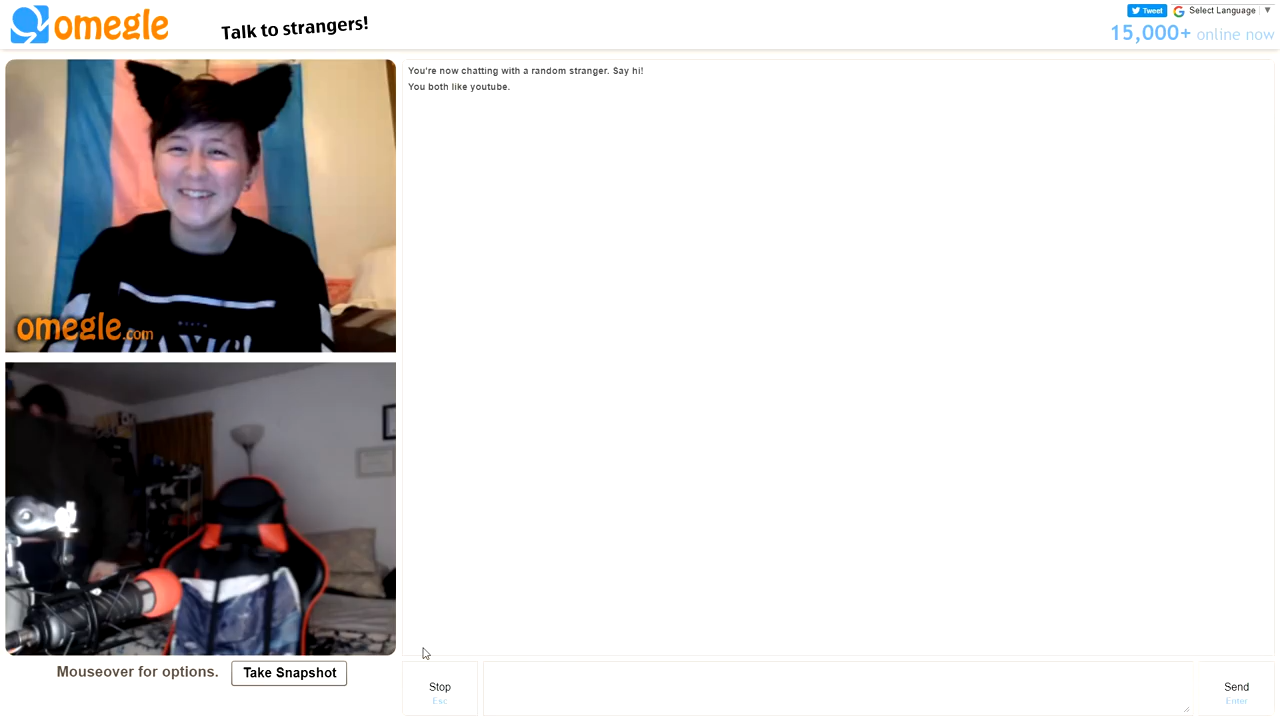 omegle
Talk to strangers!
Tweet
Select Language ▼
15,000+ online now
You're now chatting with a random stranger. Say hi!
You both like youtube.
omegle.com
Mouseover for options.
Take Snapshot
Stop
Esc
Send
Enter